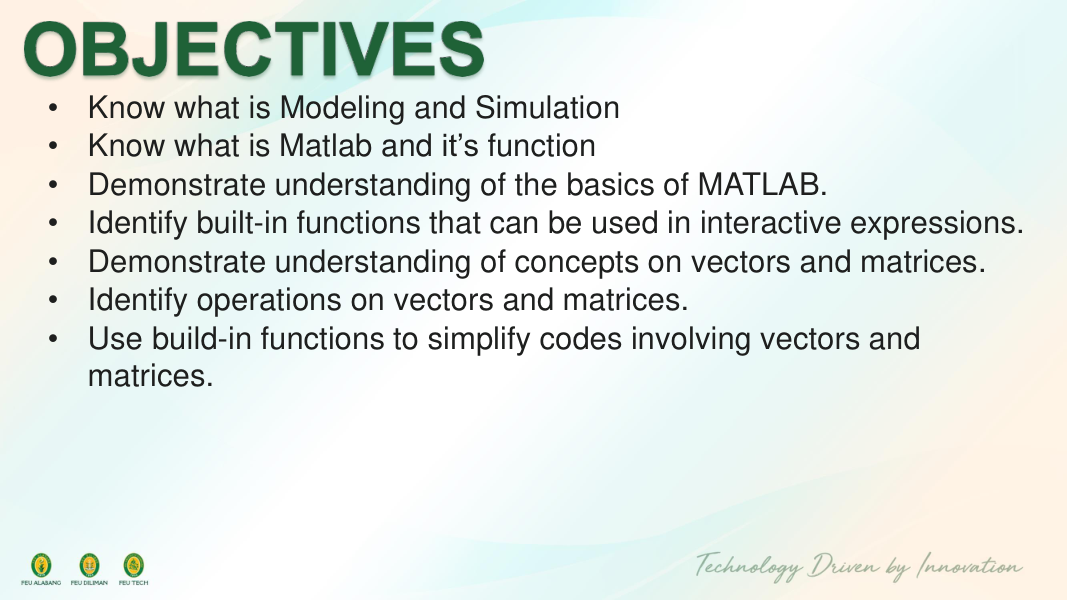 OBJECTIVES
• Know what is Modeling and Simulation
• Know what is Matlab and it’s function
• Demonstrate understanding of the basics of MATLAB.
• Identify built-in functions that can be used in interactive expressions.
• Demonstrate understanding of concepts on vectors and matrices.
• Identify operations on vectors and matrices.
• Use build-in functions to simplify codes involving vectors and
matrices.
FEU ALABANG FEU DILIMAN FEU TECH
Technology Driven by Innovation